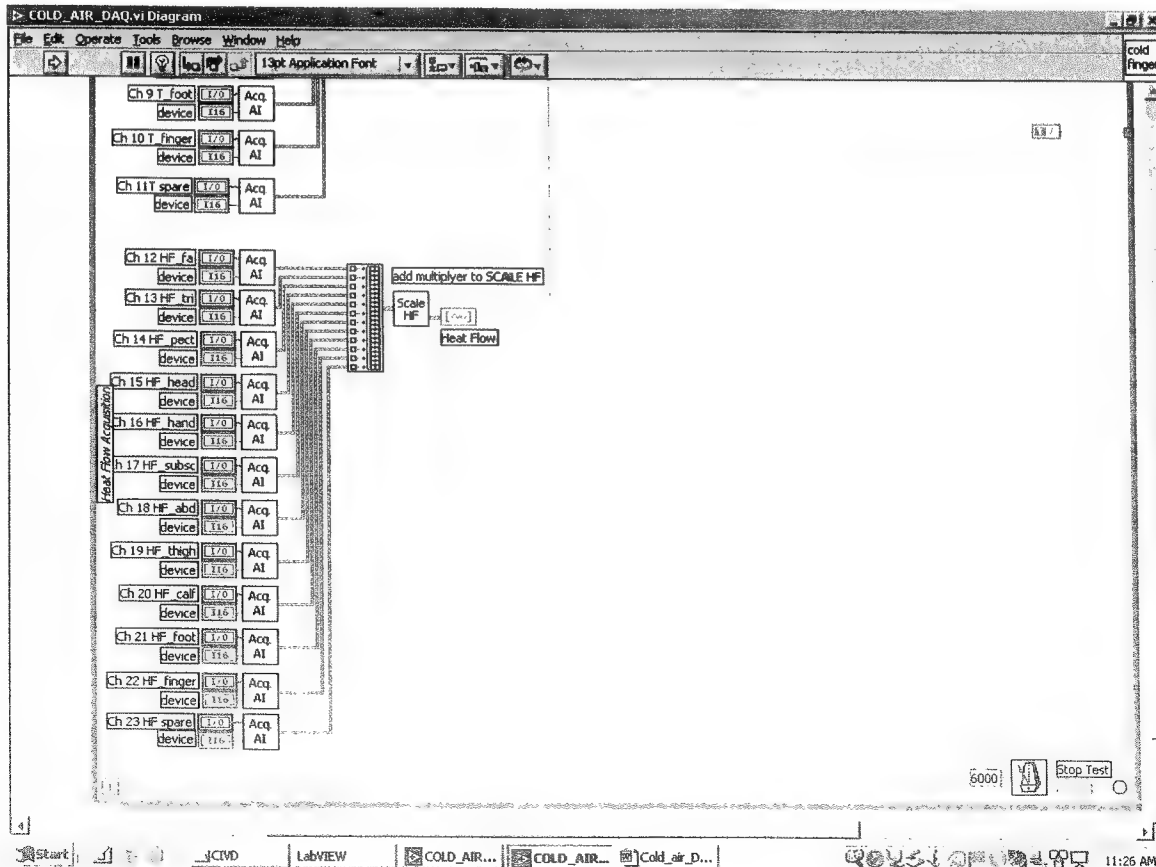 COLD_AIR_DAQ.vi Diagram
File Edit Operate Tools Browse Window Help
13pt Application Font
cold
finger
Ch 9 T_foot I/O Acq
device I16 AI
Ch 10 T_finger I/O Acq
device I16 AI
Ch 11T spare I/O Acq
device I16 AI
Ch 12 HF_fa I/O Acq
device I16 AI
add multiplyer to SCALE HF
Ch 13 HF_tri I/O Acq
device I16 AI
Scale
HF
Heat Flow
Ch 14 HF_pect I/O Acq
device I16 AI
Ch 15 HF_head I/O Acq
device I16 AI
Heat Flow Acquisition
Ch 16 HF_hand I/O Acq
device I16 AI
Ch 17 HF_subsc I/O Acq
device I16 AI
Ch 18 HF_abd I/O Acq
device I16 AI
Ch 19 HF_thigh I/O Acq
device I16 AI
Ch 20 HF_calf I/O Acq
device I16 AI
Ch 21 HF_foot I/O Acq
device I16 AI
Ch 22 HF_finger I/O Acq
device I16 AI
Ch 23 HF spare I/O Acq
device I16 AI
6000 Stop Test
Start CIVD LabVIEW COLD_AIR... COLD_AIR... Cold_air_D... 11:26 AM